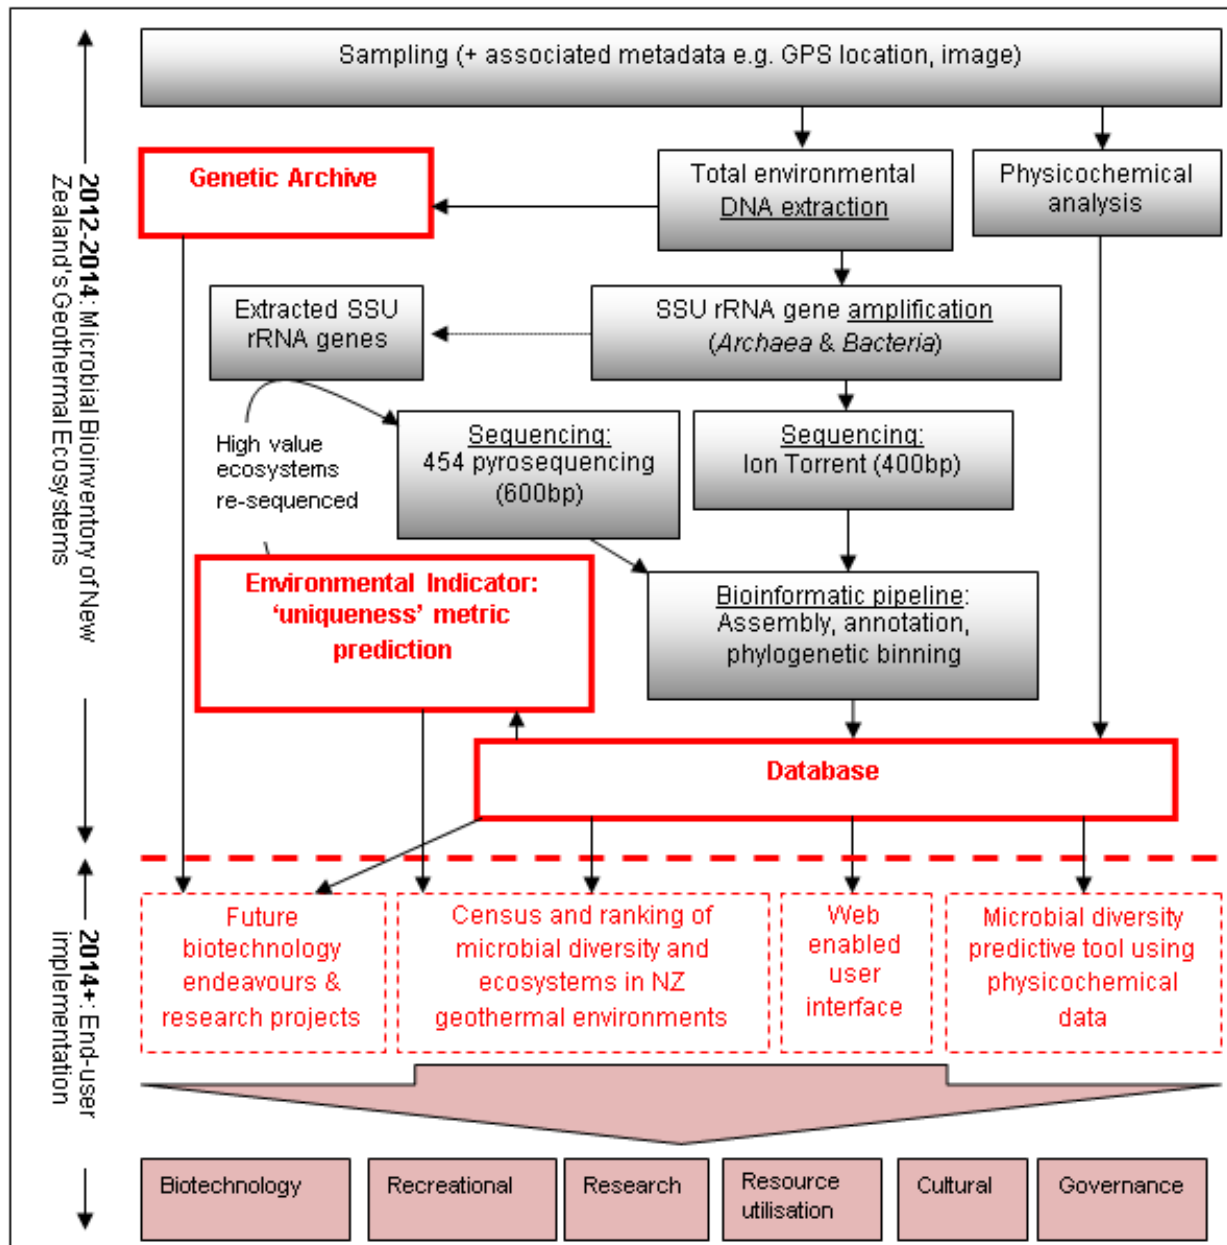 Sampling (+ associated metadata e.g. GPS location, image)
2012-2014: Microbial Bioinventory of New
Zealand's Geothermal Ecosystems
Genetic Archive
Total environmental
DNA extraction
Physicochemical
analysis
Extracted SSU
rRNA genes
SSU rRNA gene amplification
(Archaea & Bacteria)
High value
ecosystems
re-sequenced
Sequencing:
454 pyrosequencing
(600bp)
Sequencing:
Ion Torrent (400bp)
Environmental Indicator:
‘uniqueness’ metric
prediction
Bioinformatic pipeline:
Assembly, annotation,
phylogenetic binning
Database
2014+: End-user
implementation
Future
biotechnology
endeavours &
research projects
Census and ranking of
microbial diversity and
ecosystems in NZ
geothermal environments
Web
enabled
user
interface
Microbial diversity
predictive tool using
physicochemical
data
Biotechnology
Recreational
Research
Resource
utilisation
Cultural
Governance